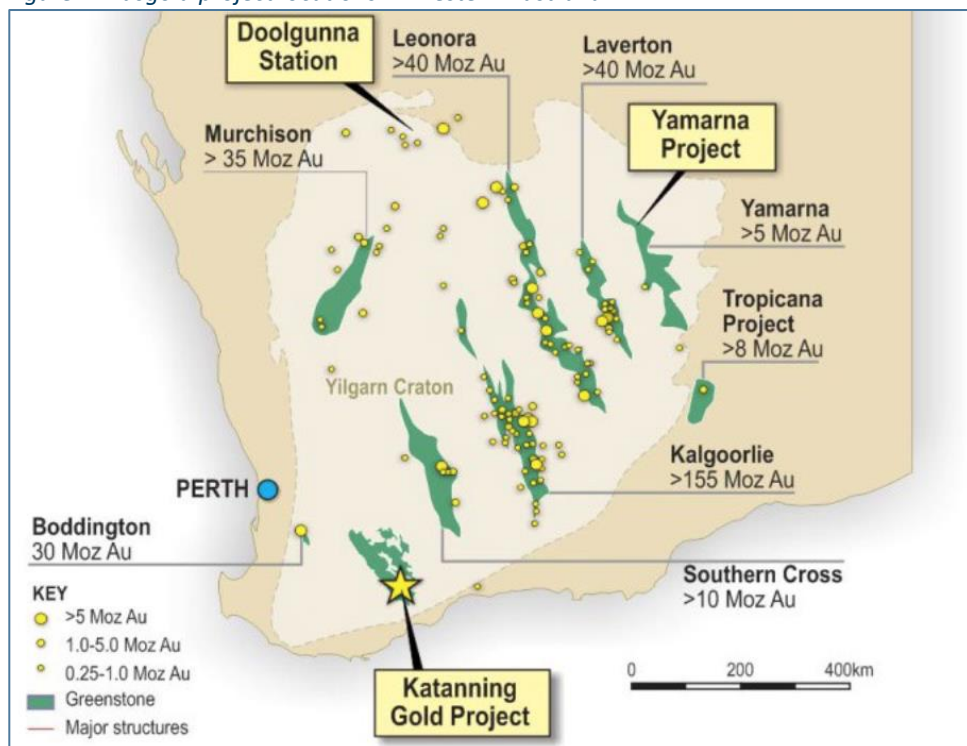 Doolgunna
Station
Leonora
>40 Moz Au
Laverton
>40 Moz Au
Murchison
> 35 Moz Au
Yamarna
Project
Yamarna
>5 Moz Au
Tropicana
Project
>8 Moz Au
Yilgarn Craton
Kalgoorlie
>155 Moz Au
PERTH
Boddington
30 Moz Au
Southern Cross
>10 Moz Au
KEY
>5 Moz Au
1.0-5.0 Moz Au
0.25-1.0 Moz Au
Greenstone
Major structures
Katanning
Gold Project
0 200 400km